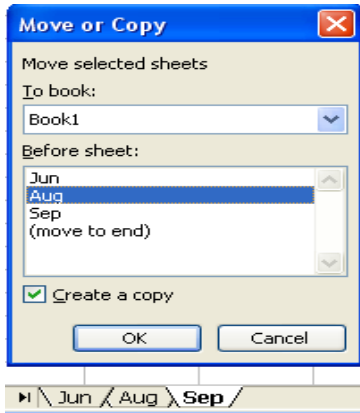 Move or Copy
Move selected sheets
To book:
Book1
Before sheet:
Jun
Aug
Sep
(move to end)
Create a copy
OK Cancel
Jun Aug Sep